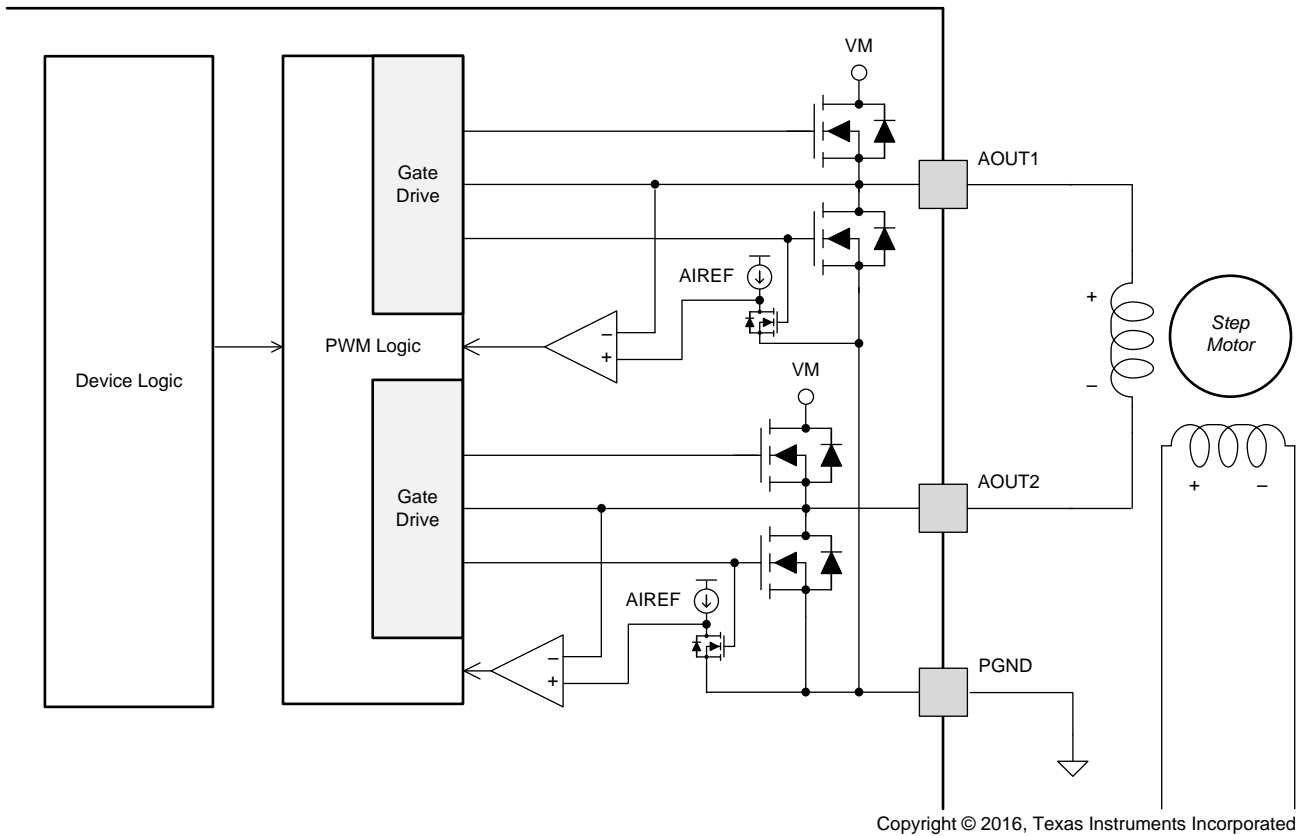 VM
AOUT1
Gate
Drive
AIREF
+
Step
Motor
−
+
PWM Logic
Device Logic
−
VM
AOUT2
Gate
Drive
+ −
AIREF
−
+
PGND
Copyright © 2016, Texas Instruments Incorporated